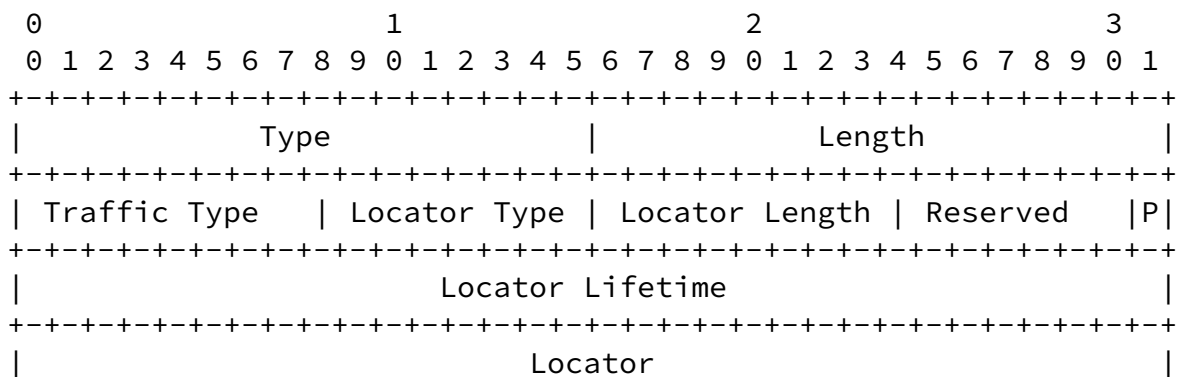 0                   1                   2                   3
 0 1 2 3 4 5 6 7 8 9 0 1 2 3 4 5 6 7 8 9 0 1 2 3 4 5 6 7 8 9 0 1
+-+-+-+-+-+-+-+-+-+-+-+-+-+-+-+-+-+-+-+-+-+-+-+-+-+-+-+-+-+-+-+-+
|             Type              |            Length             |
+-+-+-+-+-+-+-+-+-+-+-+-+-+-+-+-+-+-+-+-+-+-+-+-+-+-+-+-+-+-+-+-+
| Traffic Type   | Locator Type | Locator Length | Reserved   |P|
+-+-+-+-+-+-+-+-+-+-+-+-+-+-+-+-+-+-+-+-+-+-+-+-+-+-+-+-+-+-+-+-+
|                       Locator Lifetime                        |
+-+-+-+-+-+-+-+-+-+-+-+-+-+-+-+-+-+-+-+-+-+-+-+-+-+-+-+-+-+-+-+-+
|                            Locator                            |